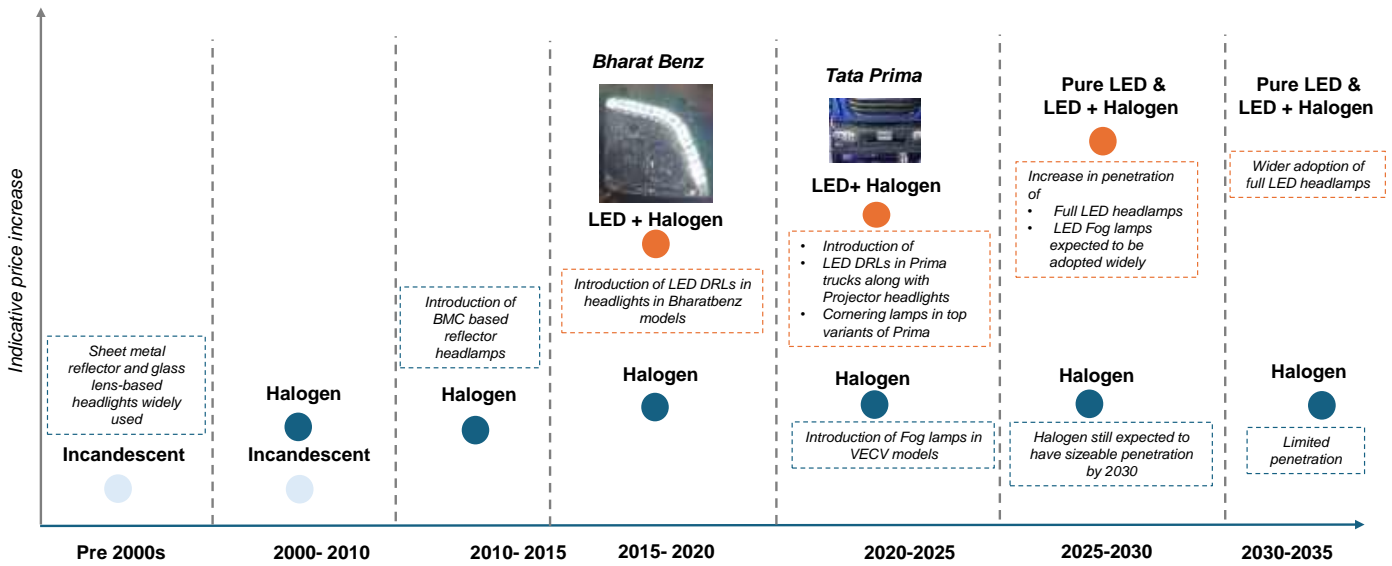 Indicative price increase
Sheet metal
reflector and glass
lens-based
headlights widely
used
Incandescent
Halogen
Incandescent
Introduction of
BMC based
reflector
headlamps
Halogen
Bharat Benz
LED + Halogen
Introduction of LED DRLs in
headlights in Bharatbenz
models
Halogen
Tata Prima
LED+ Halogen
• Introduction of
• LED DRLs in Prima
trucks along with
Projector headlights
• Cornering lamps in top
variants of Prima
Halogen
Introduction of Fog lamps in
VECV models
Pure LED &
LED + Halogen
Increase in penetration
of
• Full LED headlamps
• LED Fog lamps
expected to be
adopted widely
Halogen
Halogen still expected to
have sizeable penetration
by 2030
Pure LED &
LED + Halogen
Wider adoption of
full LED headlamps
Halogen
Limited
penetration
Pre 2000s
2000- 2010
2010- 2015
2015- 2020
2020-2025
2025-2030
2030-2035